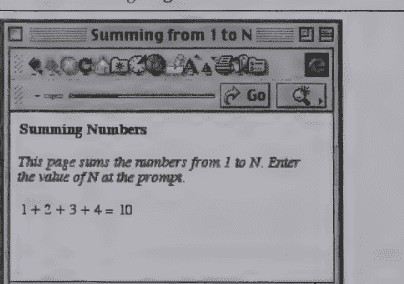 Summing from 1 to N
Go
Summing Numbers
This page sums the numbers from 1 to N. Enter
the value of N at the prompt.
1 + 2 + 3 + 4 = 10